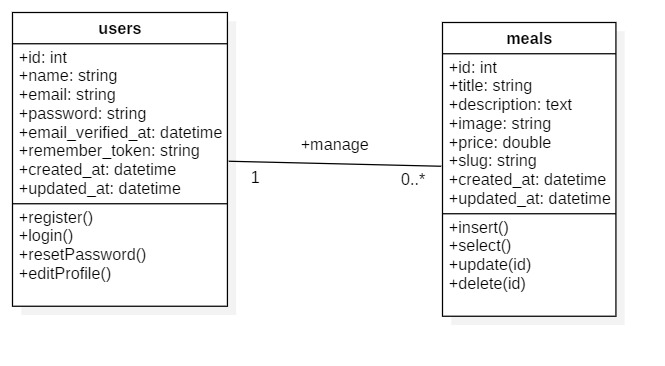 users
+id: int
+name: string
+email: string
+password: string
+email_verified_at: datetime
+remember_token: string
+created_at: datetime
+updated_at: datetime
+register()
+login()
+resetPassword()
+editProfile()
+manage
1
0..*
meals
+id: int
+title: string
+description: text
+image: string
+price: double
+slug: string
+created_at: datetime
+updated_at: datetime
+insert()
+select()
+update(id)
+delete(id)